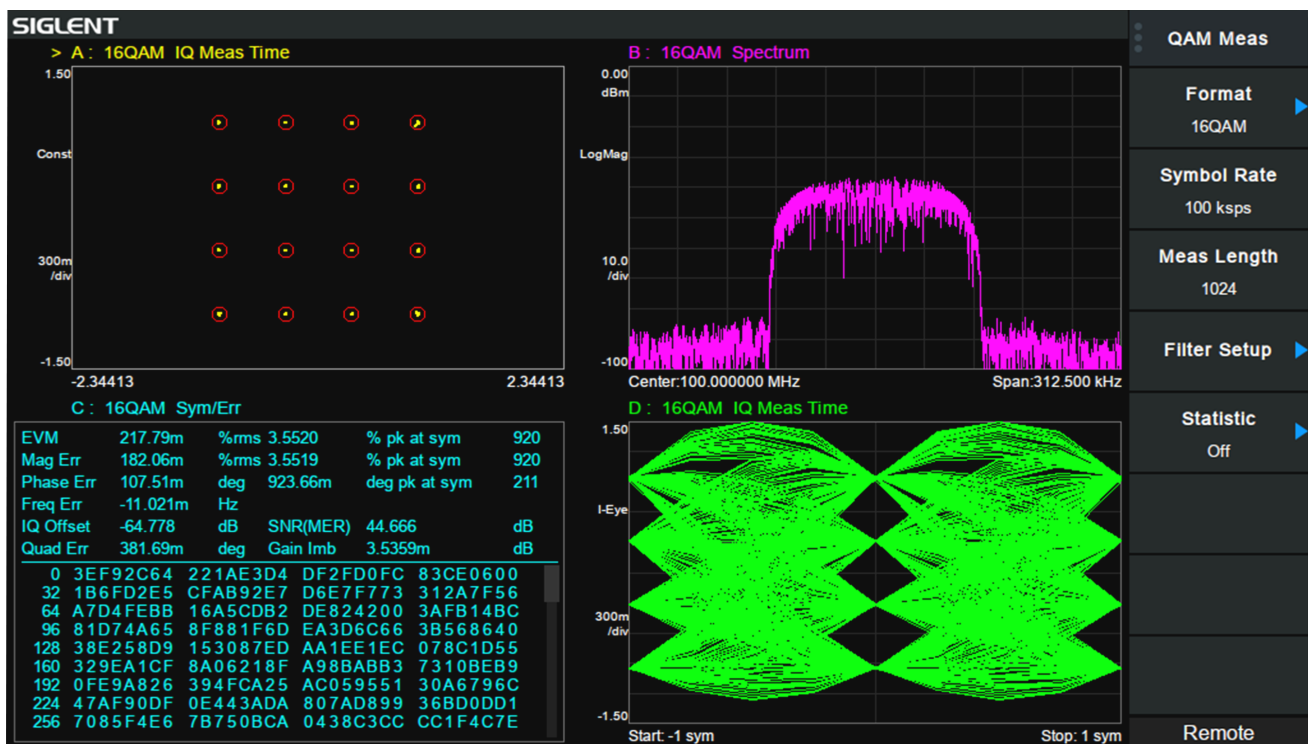 SIGLENT
> A : 16QAM IQ Meas Time
1.50
Const
300m
/div
-1.50
-2.34413 2.34413
B : 16QAM Spectrum
0.00
dBm
LogMag
10.0
/div
-100
Center:100.000000 MHz Span:312.500 kHz
C : 16QAM Sym/Err
EVM 217.79m %rms 3.5520 % pk at sym 920
Mag Err 182.06m %rms 3.5519 % pk at sym 920
Phase Err 107.51m deg 923.66m deg pk at sym 211
Freq Err -11.021m Hz
IQ Offset -64.778 dB SNR(MER) 44.666 dB
Quad Err 381.69m deg Gain Imb 3.5359m dB
0 3EF92C64 221AE3D4 DF2FD0FC 83CE0600
32 1B6FD2E5 CFAB92E7 D6E7F773 312A7F56
64 A7D4FEBB 16A5CDB2 DE824200 3AFB14BC
96 81D74A65 8F881F6D EA3D6C66 3B568640
128 38E258D9 153087ED AA1EE1EC 078C1D55
160 329EA1CF 8A06218F A98BABB3 7310BEB9
192 0FE9A826 394FCA25 AC059551 30A6796C
224 47AF90DF 0E443ADA 807AD899 36BD0DD1
256 7085F4E6 7B750BCA 0438C3CC CC1F4C7E
D : 16QAM IQ Meas Time
1.50
I-Eye
300m
/div
-1.50
Start: -1 sym Stop: 1 sym
QAM Meas
Format
16QAM
Symbol Rate
100 ksps
Meas Length
1024
Filter Setup
Statistic
Off
Remote